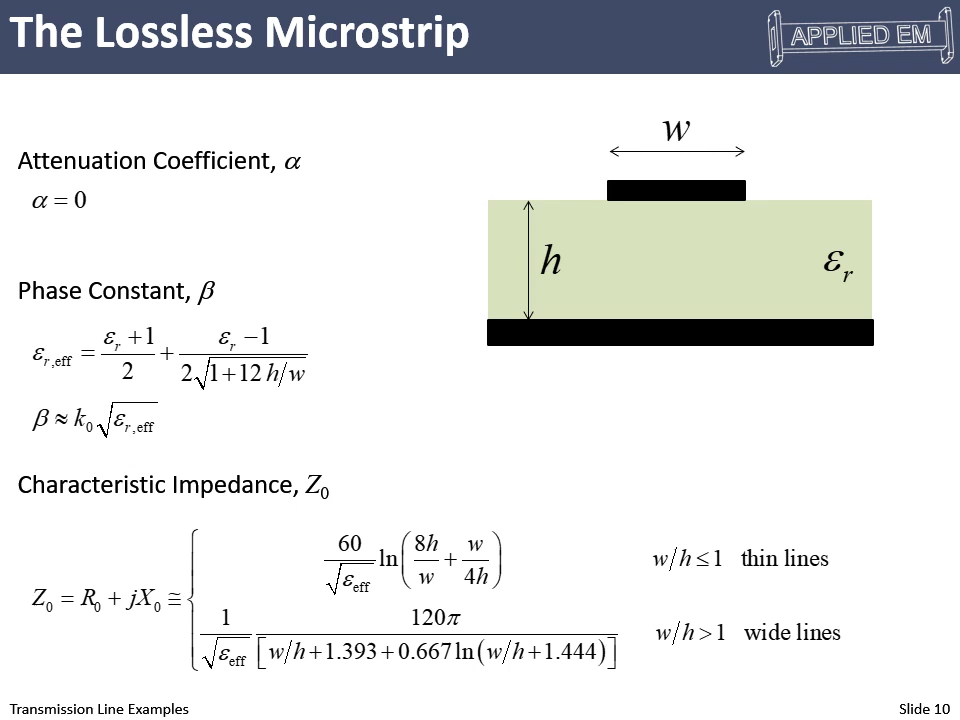 The Lossless Microstrip
APPLIED EM
Attenuation Coefficient, α
α = 0
Phase Constant, β
ε_{r,eff} = (ε_r + 1)/2 + (ε_r − 1)/(2√(1 + 12 h/w))
β ≈ k_0 √ε_{r,eff}
w
h
ε_r
Characteristic Impedance, Z_0
Z_0 = R_0 + jX_0 ≅ {
60/√ε_eff ln(8h/w + w/4h) w/h ≤ 1 thin lines
1/√ε_eff 120π/[w/h + 1.393 + 0.667 ln(w/h + 1.444)] w/h > 1 wide lines
Transmission Line Examples
Slide 10